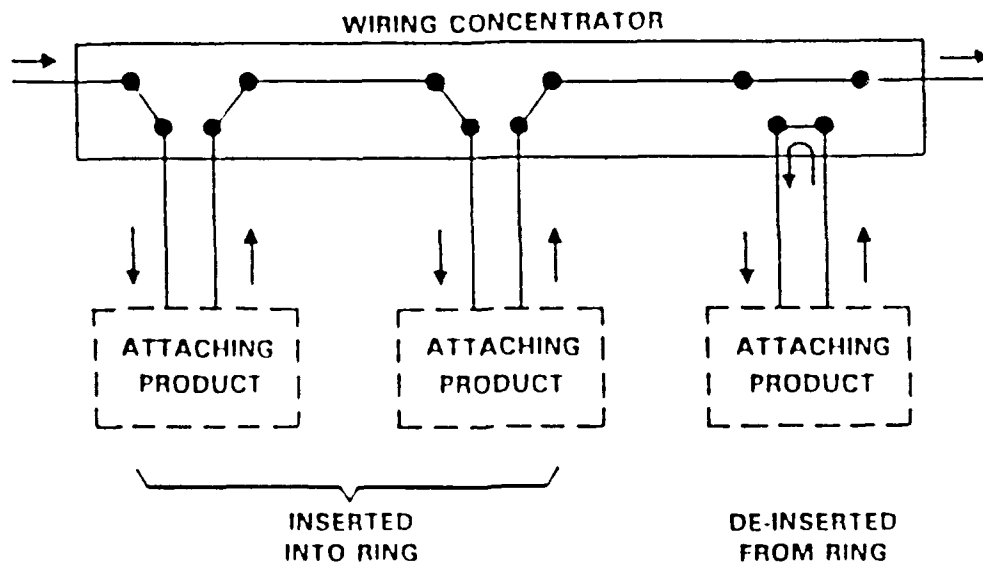 WIRING CONCENTRATOR
ATTACHING
PRODUCT
ATTACHING
PRODUCT
ATTACHING
PRODUCT
INSERTED
INTO RING
DE-INSERTED
FROM RING